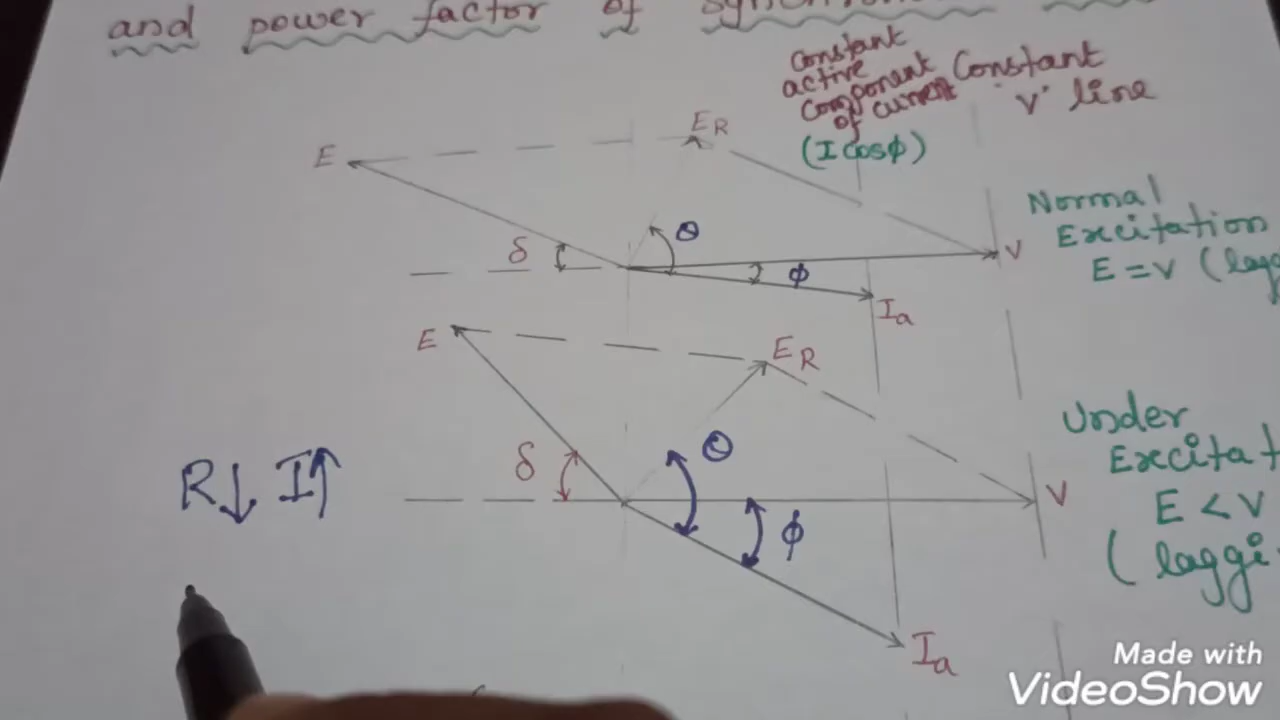 and power factor of
constant
active
component
of current
(I cosφ)
Constant
'V' line
E
E_R
δ
θ
φ
V
I_a
Normal
Excitation
E = V
E
E_R
δ
θ
φ
V
I_a
Under
E < V
R↓ I↑
Made with
VideoShow